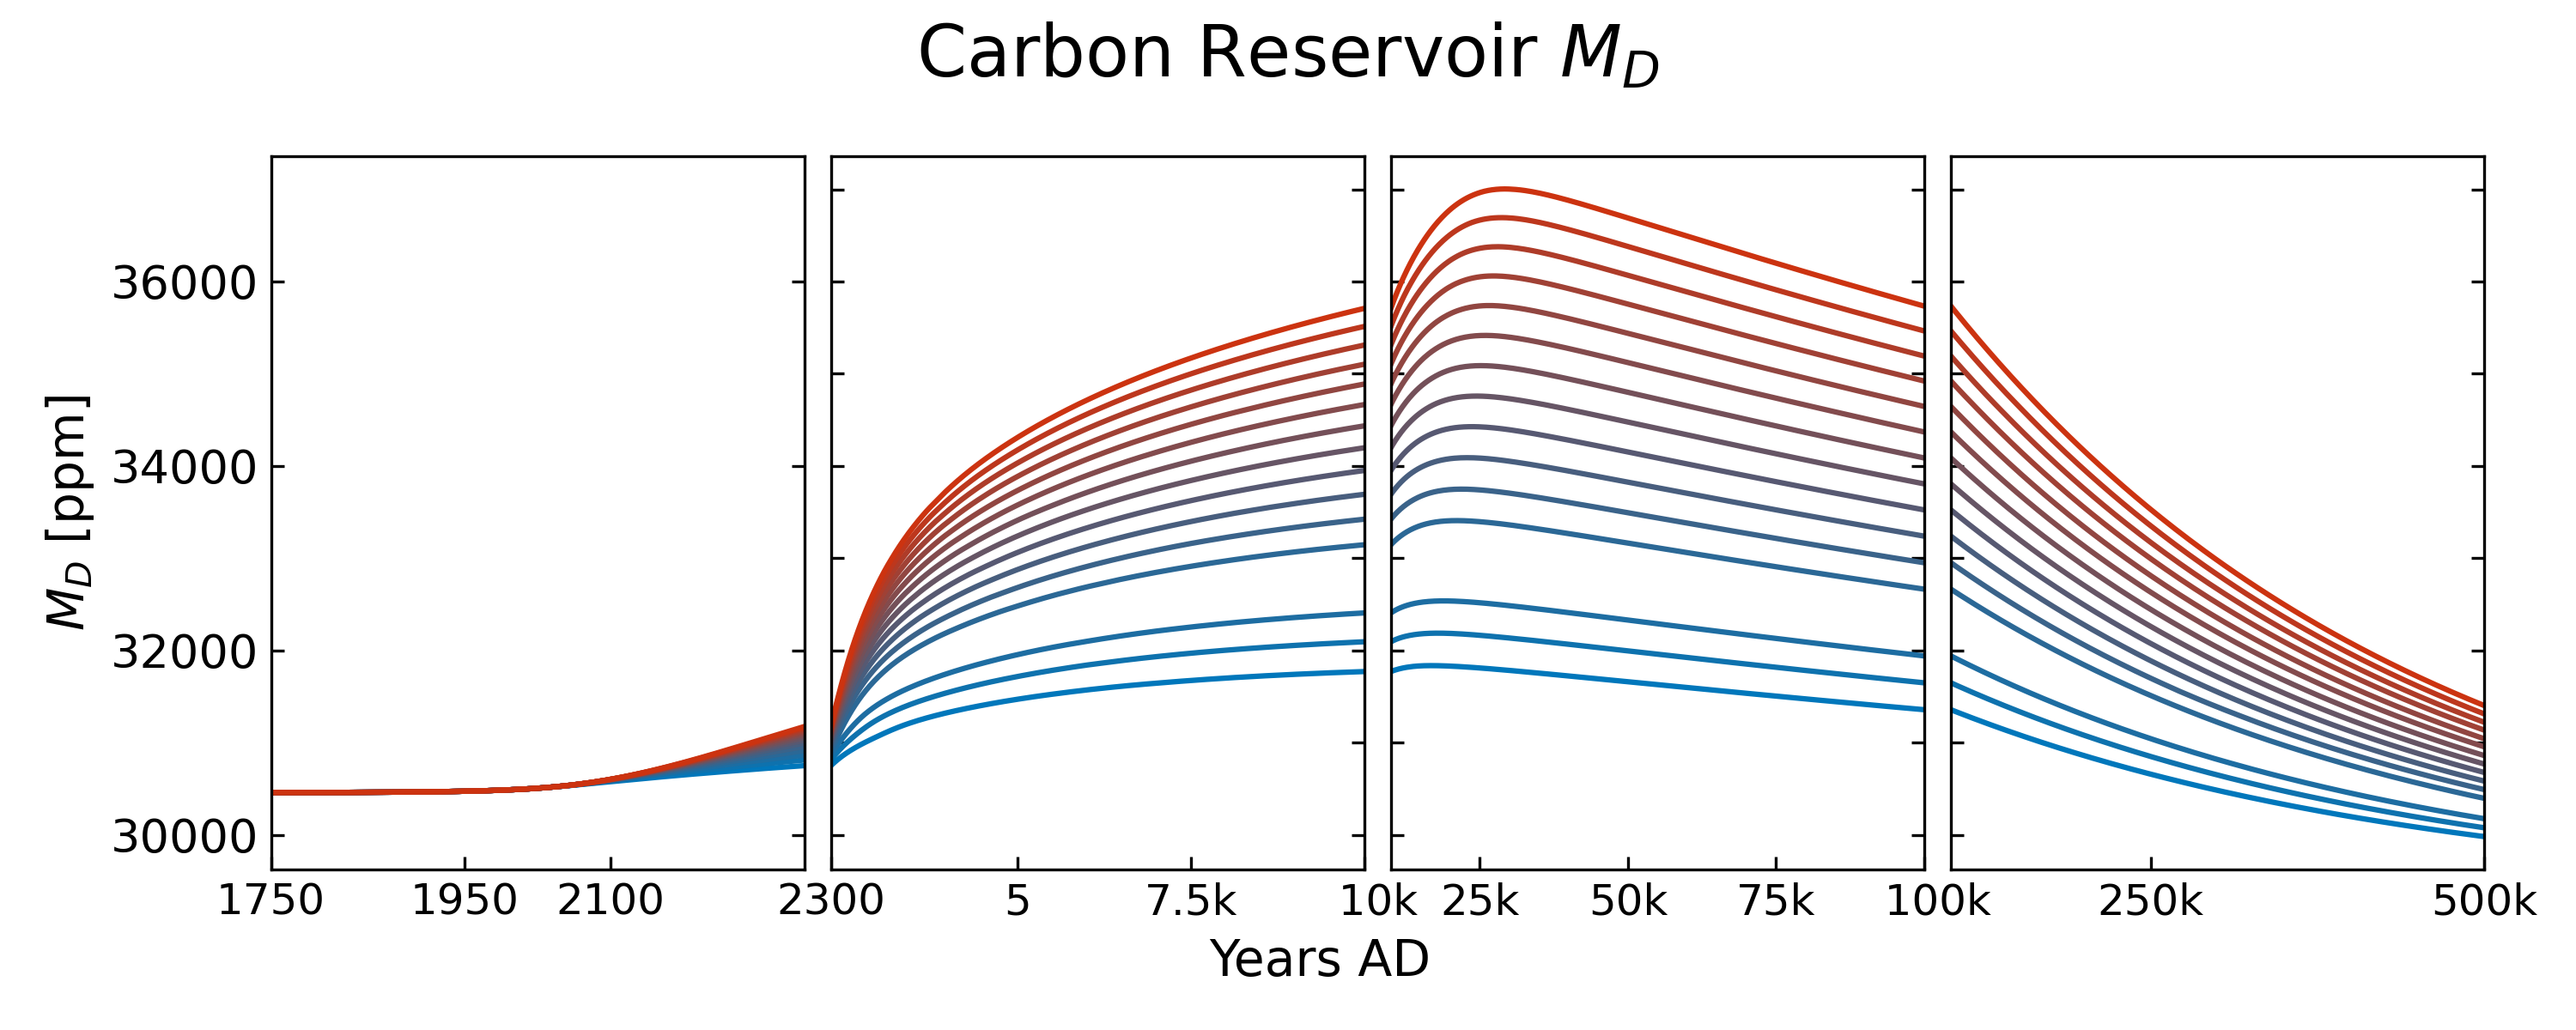 Carbon Reservoir M_D
M_D [ppm]
36000
34000
32000
30000
1750 1950 2100 2300 5 7.5k 10k 25k 50k 75k 100k 250k 500k
Years AD